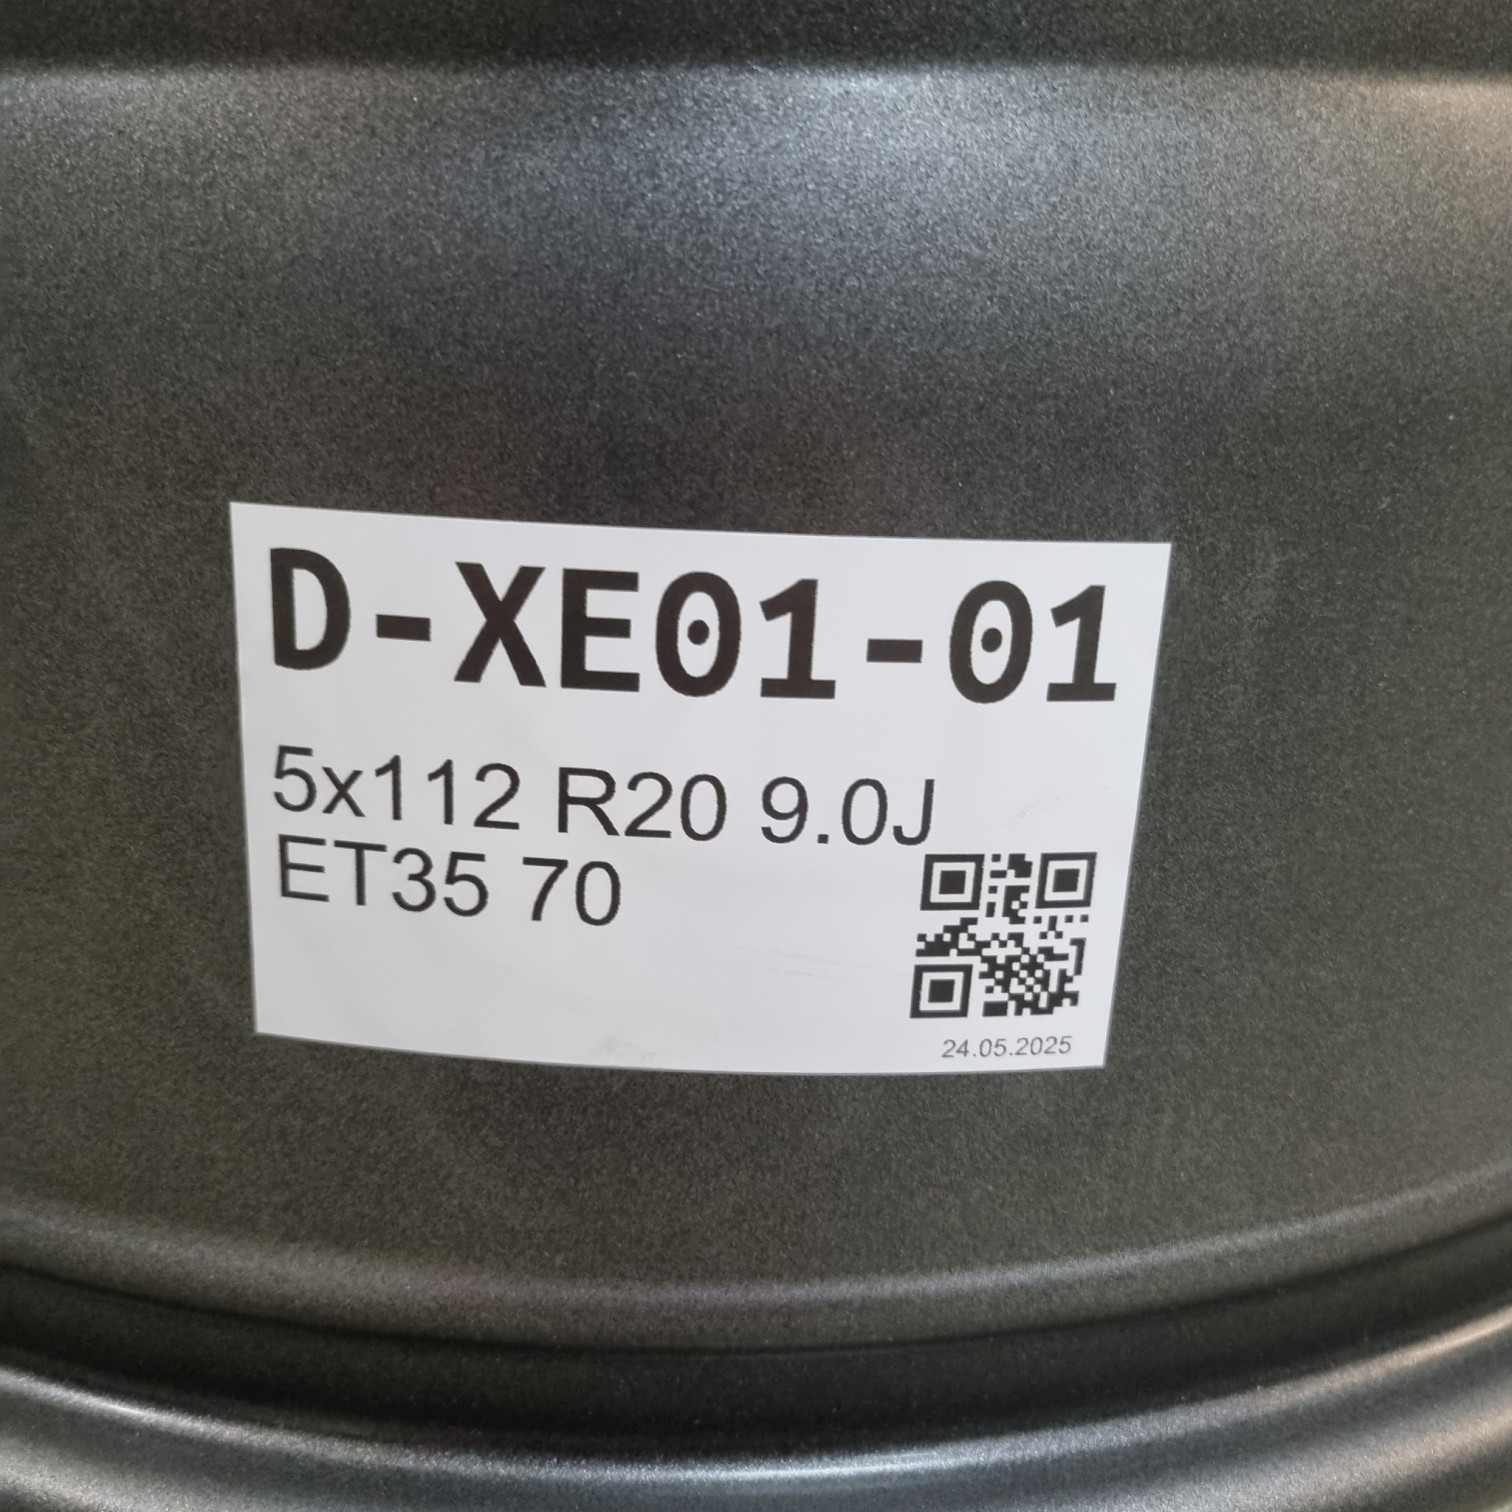 D-XE01-01
5x112 R20 9.0J
ET35 70
24.05.2025